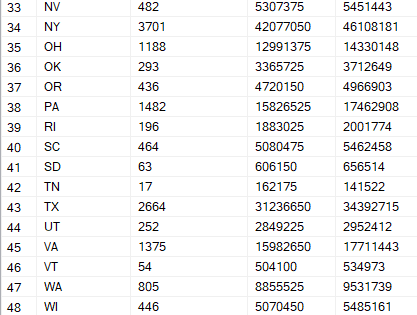 33 NV 482 5307375 5451443
34 NY 3701 42077050 46108181
35 OH 1188 12991375 14330148
36 OK 293 3365725 3712649
37 OR 436 4720150 4966903
38 PA 1482 15826525 17462908
39 RI 196 1883025 2001774
40 SC 464 5080475 5462458
41 SD 63 606150 656514
42 TN 17 162175 141522
43 TX 2664 31236650 34392715
44 UT 252 2849225 2952412
45 VA 1375 15982650 17711443
46 VT 54 504100 534973
47 WA 805 8855525 9531739
48 WI 446 5070450 5485161